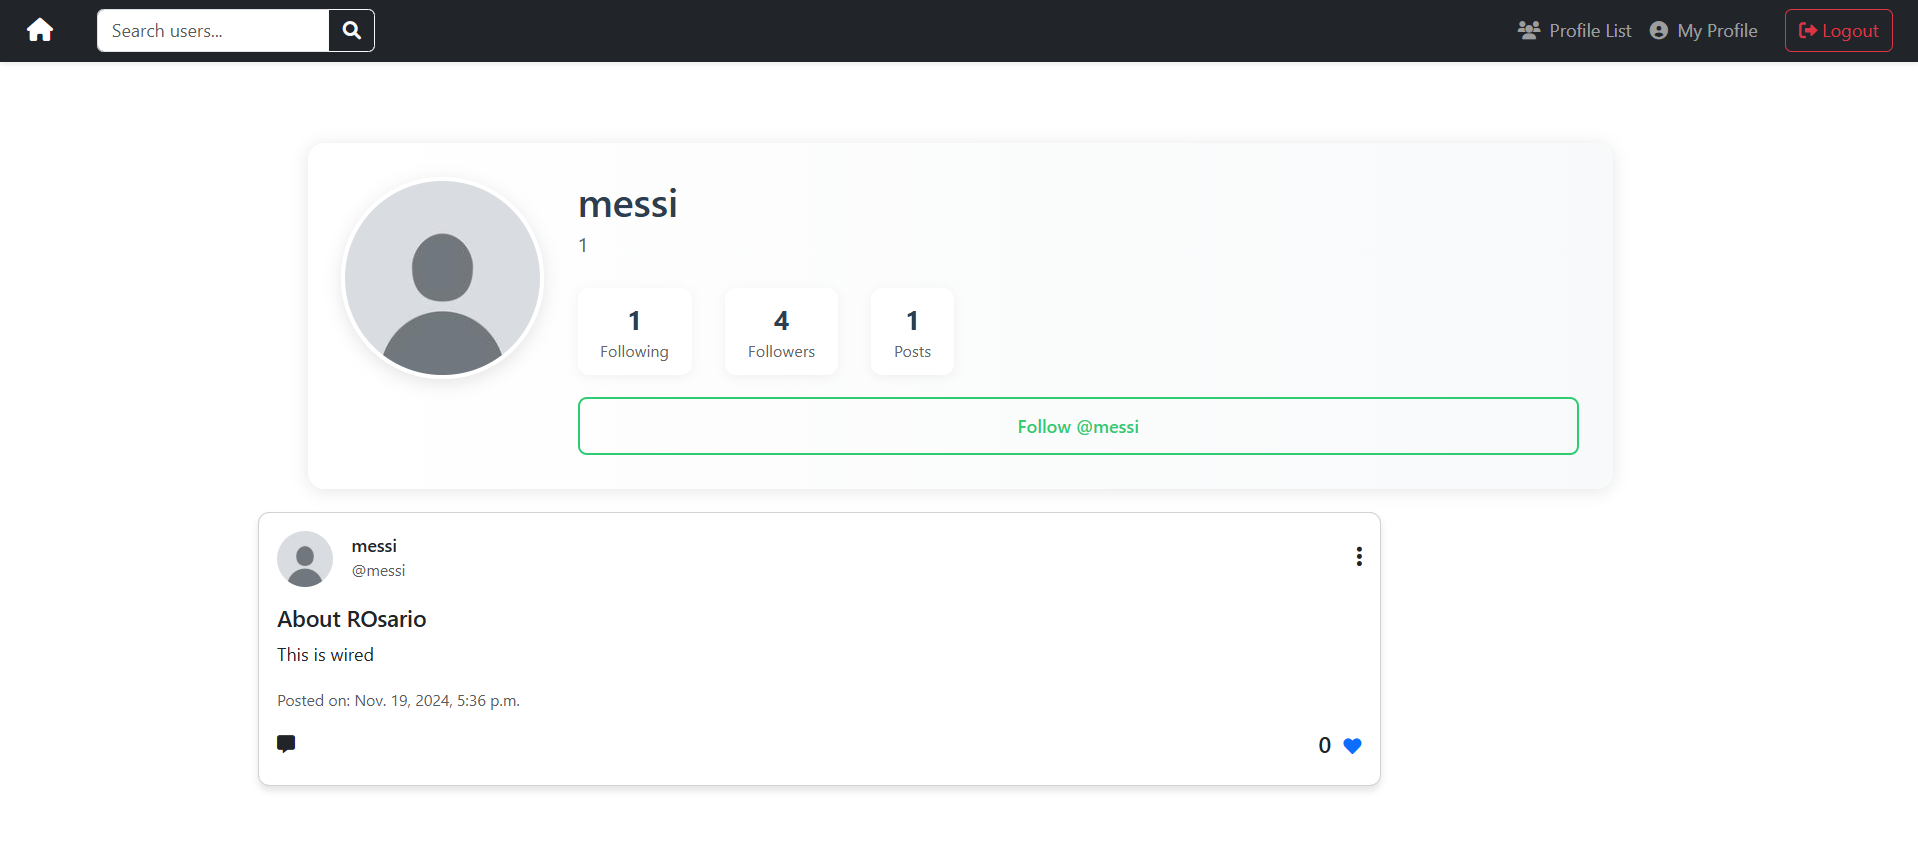 Search users...
Profile List
My Profile
Logout
messi
1
1
Following
4
Followers
1
Posts
Follow @messi
messi
@messi
About ROsario
This is wired
Posted on: Nov. 19, 2024, 5:36 p.m.
0